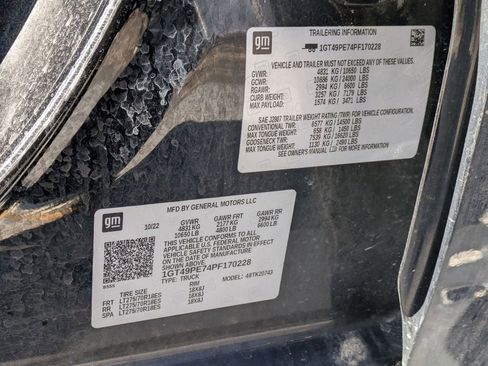 gm
TRAILERING INFORMATION
1GT49PE74PF170228
VEHICLE AND TRAILER MUST NOT EXCEED ANY OF THESE VALUES.
GVWR: 4831 KG / 10650 LBS
GCWR: 10886 KG / 24000 LBS
RGAWR: 2994 KG / 6600 LBS
CURB WEIGHT: 3257 KG / 7179 LBS
MAX PAYLOAD: 1574 KG / 3471 LBS
SAE J2807 TRAILER WEIGHT RATING (TWR) FOR VEHICLE CONFIGURATION.
CONVENTIONAL TWR: 6577 KG / 14500 LBS
MAX TONGUE WEIGHT: 658 KG / 1450 LBS
GOOSENECK TWR: 7539 KG / 16620 LBS
MAX TONGUE WEIGHT: 1130 KG / 2490 LBS
SEE OWNER'S MANUAL
gm
MFD BY GENERAL MOTORS LLC
10/22
GVWR GAWR FRT GAWR RR
4831 KG 2177 KG 2994 KG
10650 LB 4800 LB 6600 LB
THIS VEHICLE CONFORMS TO ALL
APPLICABLE U.S. FEDERAL MOTOR
VEHICLE SAFETY STANDARDS IN
EFFECT ON THE DATE OF MANUFACTURE
SHOWN ABOVE.
1GT49PE74PF170228
TYPE: TRUCK MODEL: 4BTK20743
TIRE SIZE RIM
FRT LT275/70R18ES 18X8J
RR LT275/70R18ES 18X8J
SPA LT275/70R18ES 18X8J